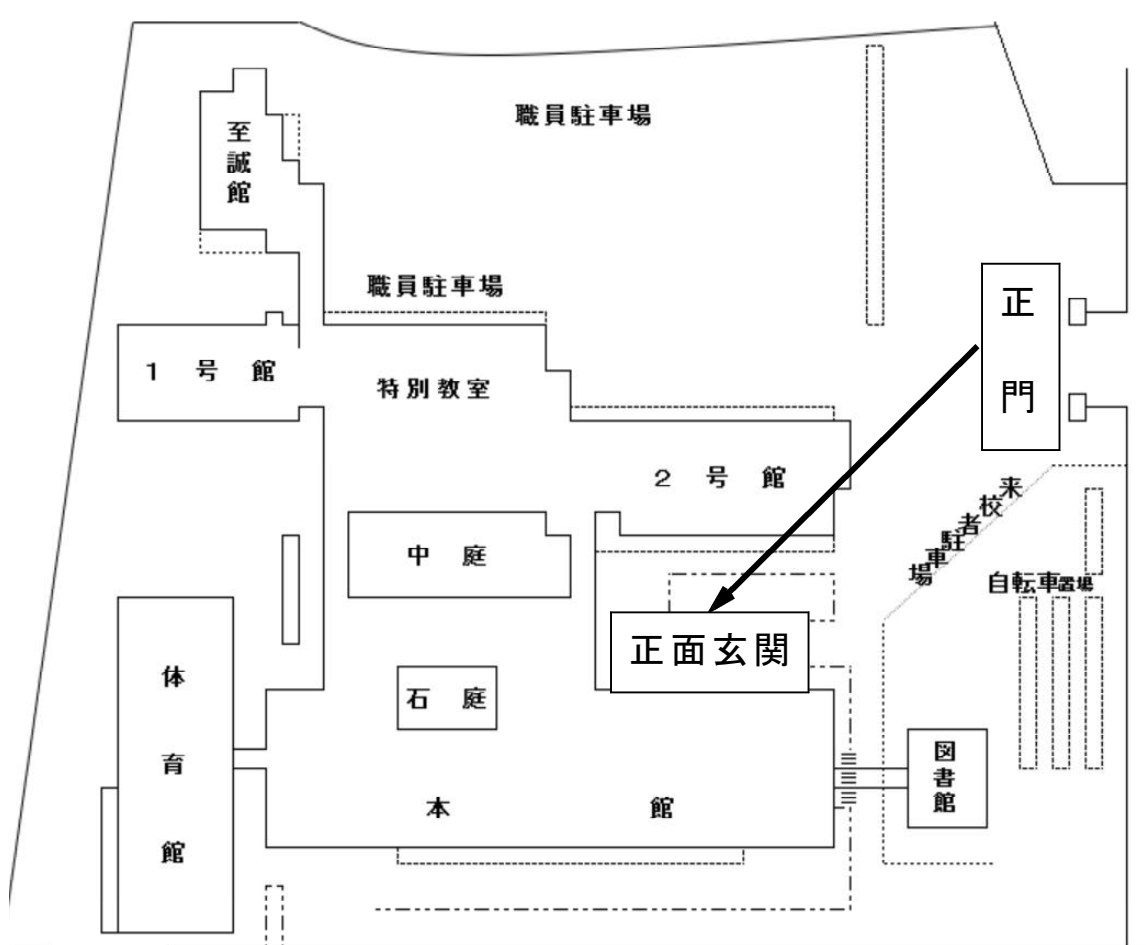 職員駐車場
至誠館
職員駐車場
正門
1号館
特別教室
2号館
来校者駐車場
中庭
自転車置場
正面玄関
体育館
石庭
図書館
本館